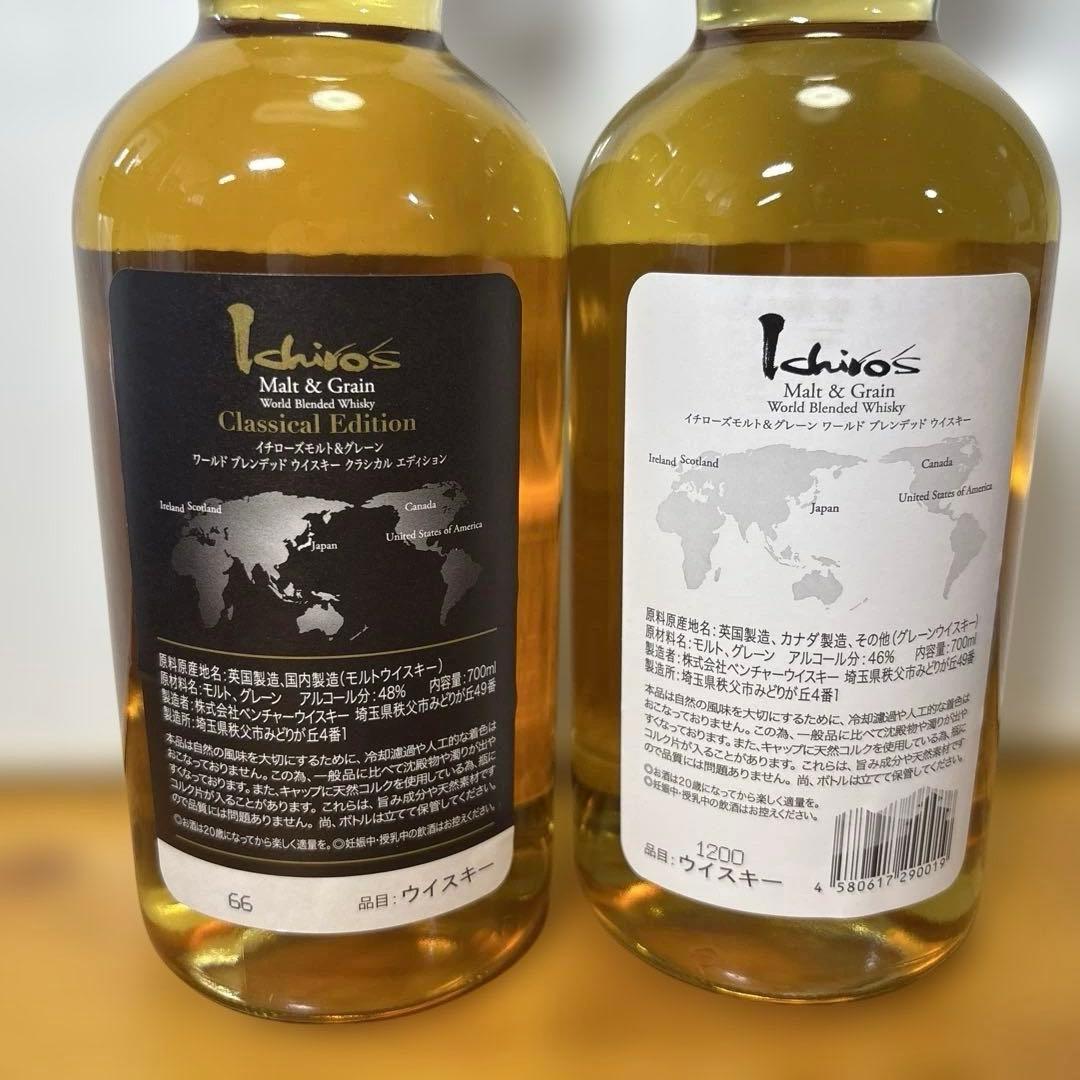 Ichiro's
Malt & Grain
World Blended Whisky
Classical Edition
イチローズモルト&グレーン
ワールド ブレンデッド ウイスキー クラシカル エディション
Ireland Scotland
Canada
Japan
United States of America
原料原産地名:英国製造、国内製造(モルトウイスキー)
原材料名:モルト、グレーン アルコール分:48% 内容量:700ml
製造者:株式会社ベンチャーウイスキー 埼玉県秩父市みどりが丘49番
製造所:埼玉県秩父市みどりが丘4番1
本品は自然の風味を大切にするために、冷却濾過や人工的な着色は
おこなっておりません。この為、一般品に比べて沈殿物や濁りが出や
すくなっております。また、キャップに天然コルクを使用している為、瓶に
コルク片が入ることがあります。これらは、旨み成分や天然素材です
ので品質には問題ありません。尚、ボトルは立てて保管してください。
◎お酒は20歳になってから楽しく適量を。◎妊娠中・授乳中の飲酒はお控えください。
66
品目:ウイスキー
Ichiro's
Malt & Grain
World Blended Whisky
イチローズモルト&グレーン ワールド ブレンデッド ウイスキー
Ireland Scotland
Canada
United States of America
Japan
原料原産地名:英国製造、カナダ製造、その他(グレーンウイスキー)
原材料名:モルト、グレーン アルコール分:46% 内容量:700ml
製造者:株式会社ベンチャーウイスキー 埼玉県秩父市みどりが丘49番
製造所:埼玉県秩父市みどりが丘4番1
本品は自然の風味を大切にするために、冷却濾過や人工的な着色は
おこなっておりません。この為、一般品に比べて沈殿物や濁りが出や
すくなっております。また、キャップに天然コルクを使用している為、瓶に
コルク片が入ることがあります。これらは、旨み成分や天然素材です
ので品質には問題ありません。尚、ボトルは立てて保管してください。
◎お酒は20歳になってから楽しく適量を。
◎妊娠中・授乳中の飲酒はお控えください。
1200
品目:ウイスキー
4 580617 290019